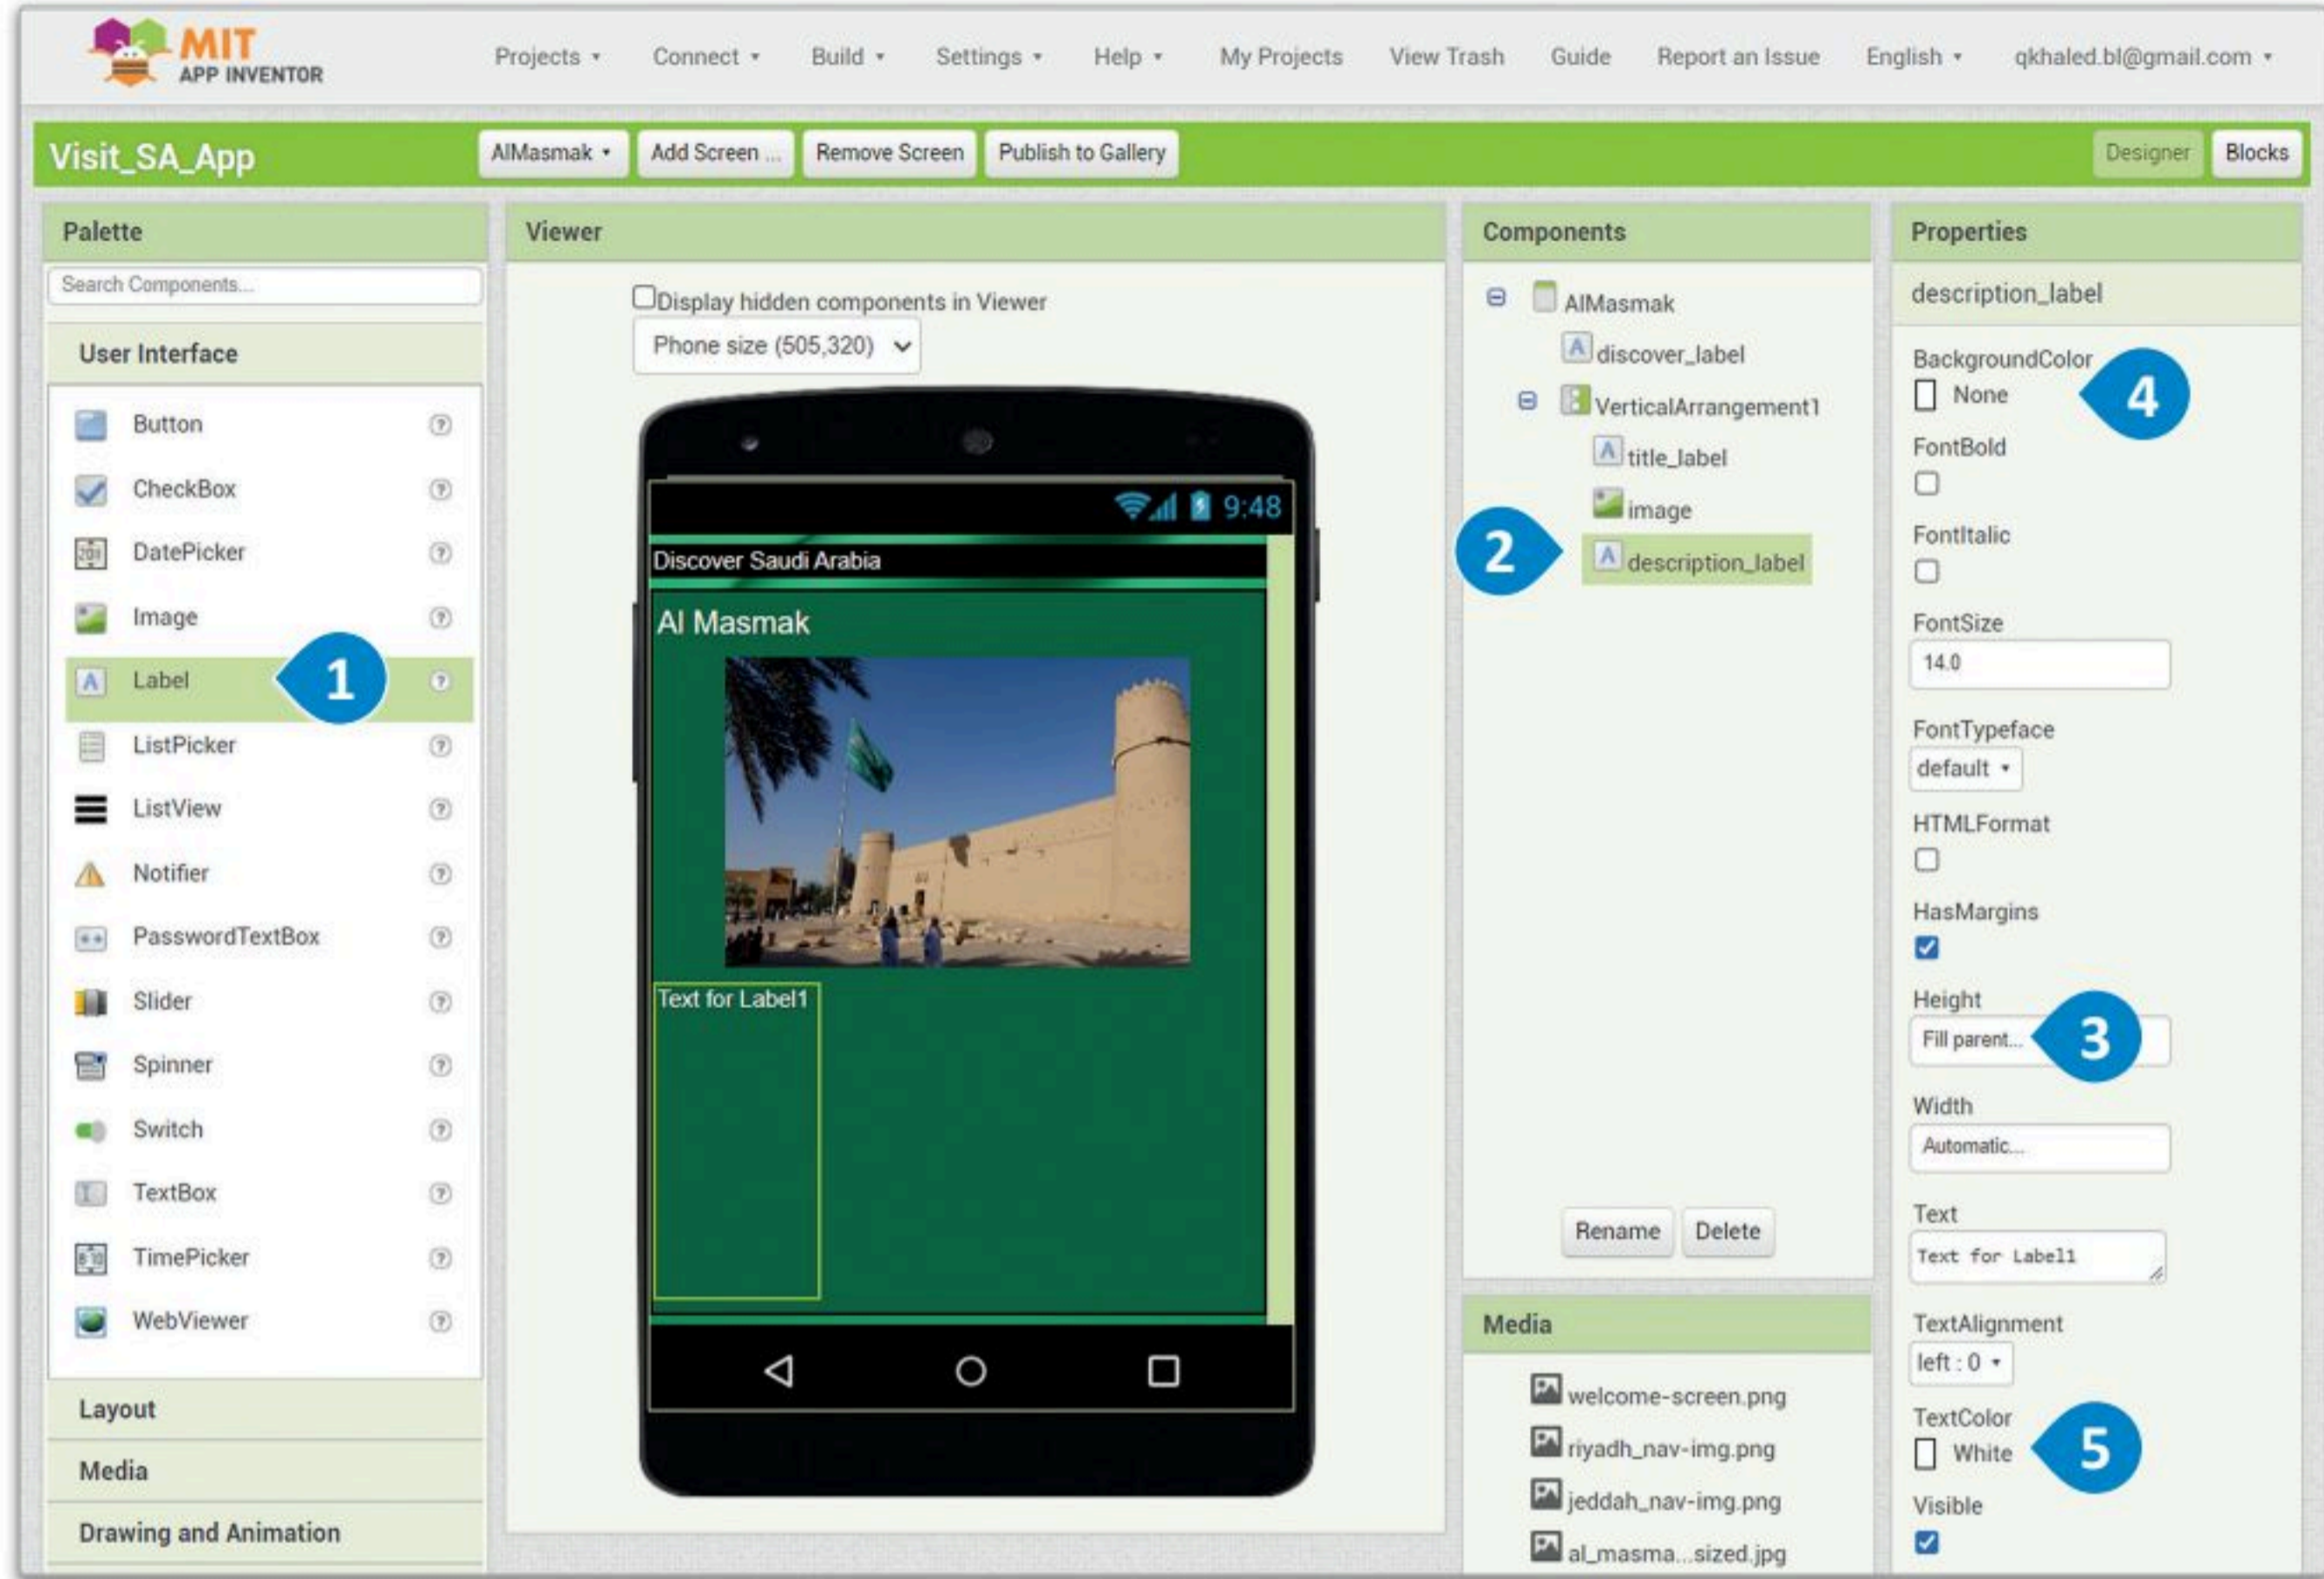 MIT
APP INVENTOR
Projects
Connect
Build
Settings
Help
My Projects
View Trash
Guide
Report an Issue
English
qkhaled.bl@gmail.com
Visit_SA_App
AlMasmak
Add Screen ...
Remove Screen
Publish to Gallery
Designer
Blocks
Palette
Search Components...
User Interface
Button
CheckBox
DatePicker
Image
Label
1
ListPicker
ListView
Notifier
PasswordTextBox
Slider
Spinner
Switch
TextBox
TimePicker
WebViewer
Layout
Media
Drawing and Animation
Viewer
Display hidden components in Viewer
Phone size (505,320)
9:48
Discover Saudi Arabia
Al Masmak
Text for Label1
Components
AlMasmak
discover_label
VerticalArrangement1
title_label
image
2
description_label
Rename
Delete
Media
welcome-screen.png
riyadh_nav-img.png
jeddah_nav-img.png
al_masma...sized.jpg
Properties
description_label
BackgroundColor
None
4
FontBold
FontItalic
FontSize
14.0
FontTypeface
default
HTMLFormat
HasMargins
Height
Fill parent...
3
Width
Automatic...
Text
Text for Label1
TextAlignment
left : 0
TextColor
White
5
Visible